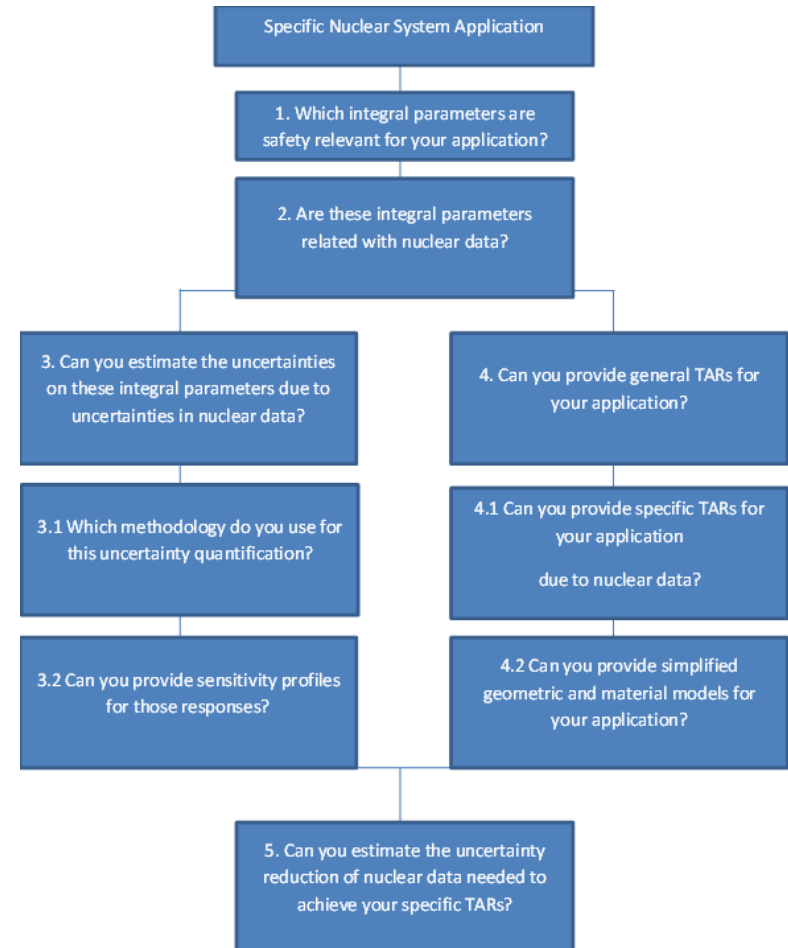 Specific Nuclear System Application
1. Which integral parameters are
safety relevant for your application?
2. Are these integral parameters
related with nuclear data?
3. Can you estimate the uncertainties
on these integral parameters due to
uncertainties in nuclear data?
3.1 Which methodology do you use for
this uncertainty quantification?
3.2 Can you provide sensitivity profiles
for those responses?
4. Can you provide general TARs for
your application?
4.1 Can you provide specific TARs for
your application
due to nuclear data?
4.2 Can you provide simplified
geometric and material models for
your application?
5. Can you estimate the uncertainty
reduction of nuclear data needed to
achieve your specific TARs?